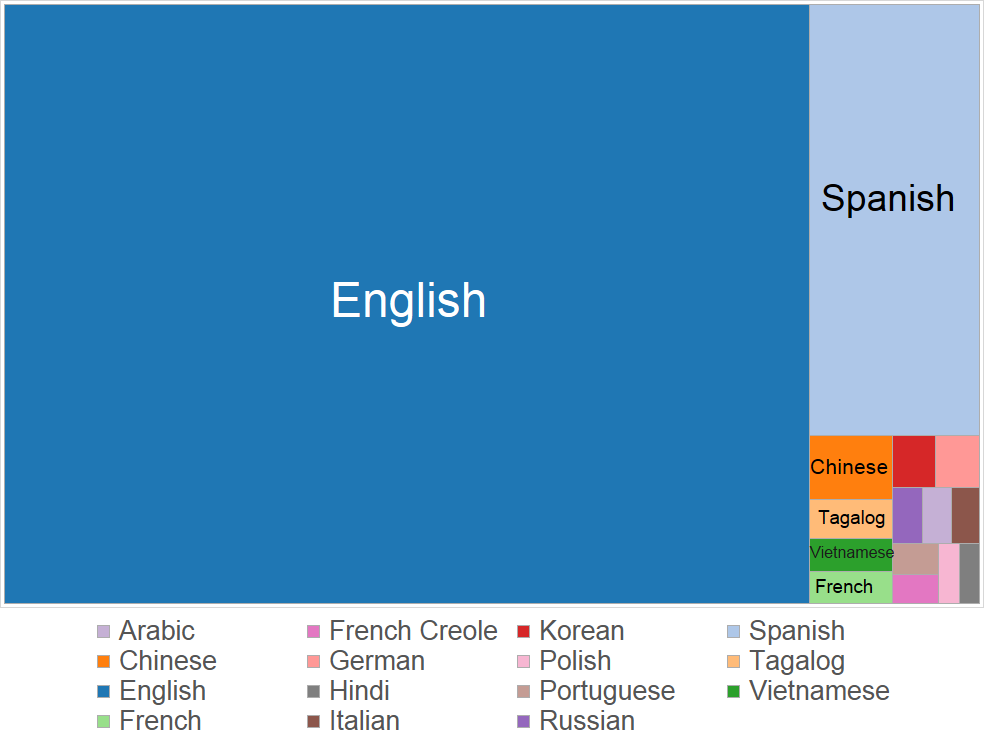 English
Spanish
Chinese
Tagalog
Vietnamese
French
Arabic French Creole Korean Spanish
Chinese German Polish Tagalog
English Hindi Portuguese Vietnamese
French Italian Russian